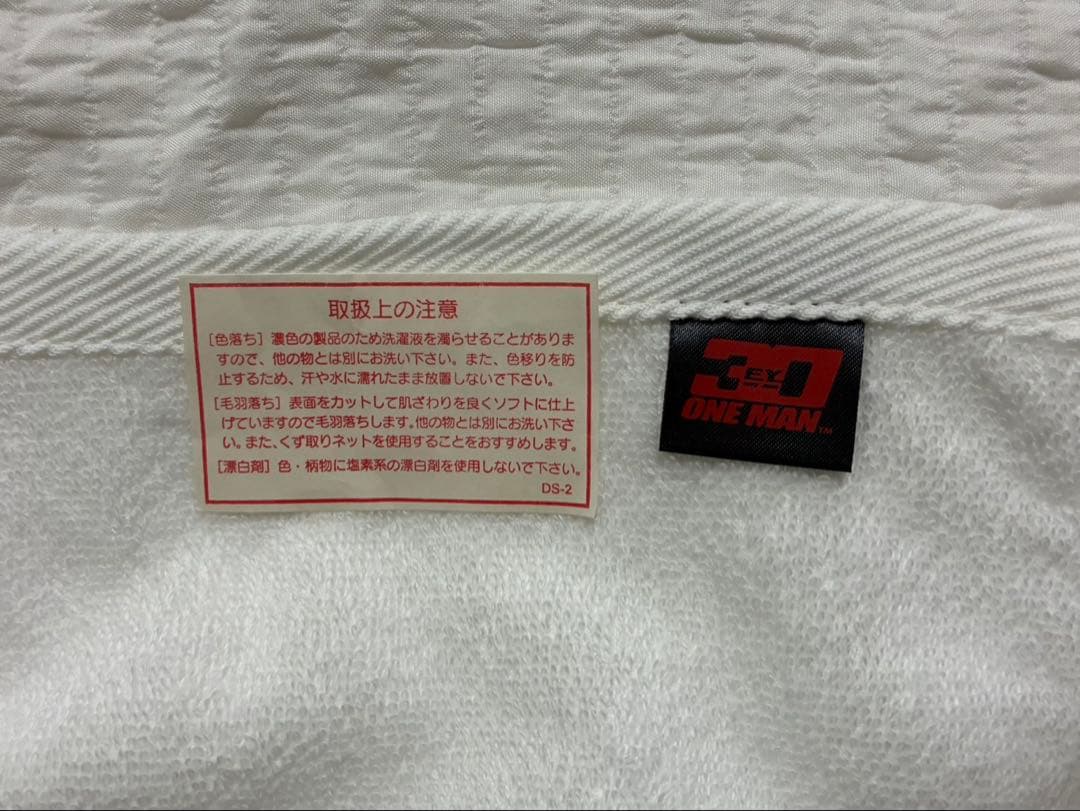 取扱上の注意
[色落ち] 濃色の製品のため洗濯液を濁らせることがありま
すので、他の物とは別にお洗い下さい。また、色移りを防
止するため、汗や水に濡れたまま放置しないで下さい。
[毛羽落ち] 表面をカットして肌ざわりを良くソフトに仕上
げていますので毛羽落ちします。他の物とは別にお洗い下さ
い。また、くず取りネットを使用することをおすすめします。
[漂白剤] 色・柄物に塩素系の漂白剤を使用しないで下さい。
DS-2
30
EY
ONE MAN™